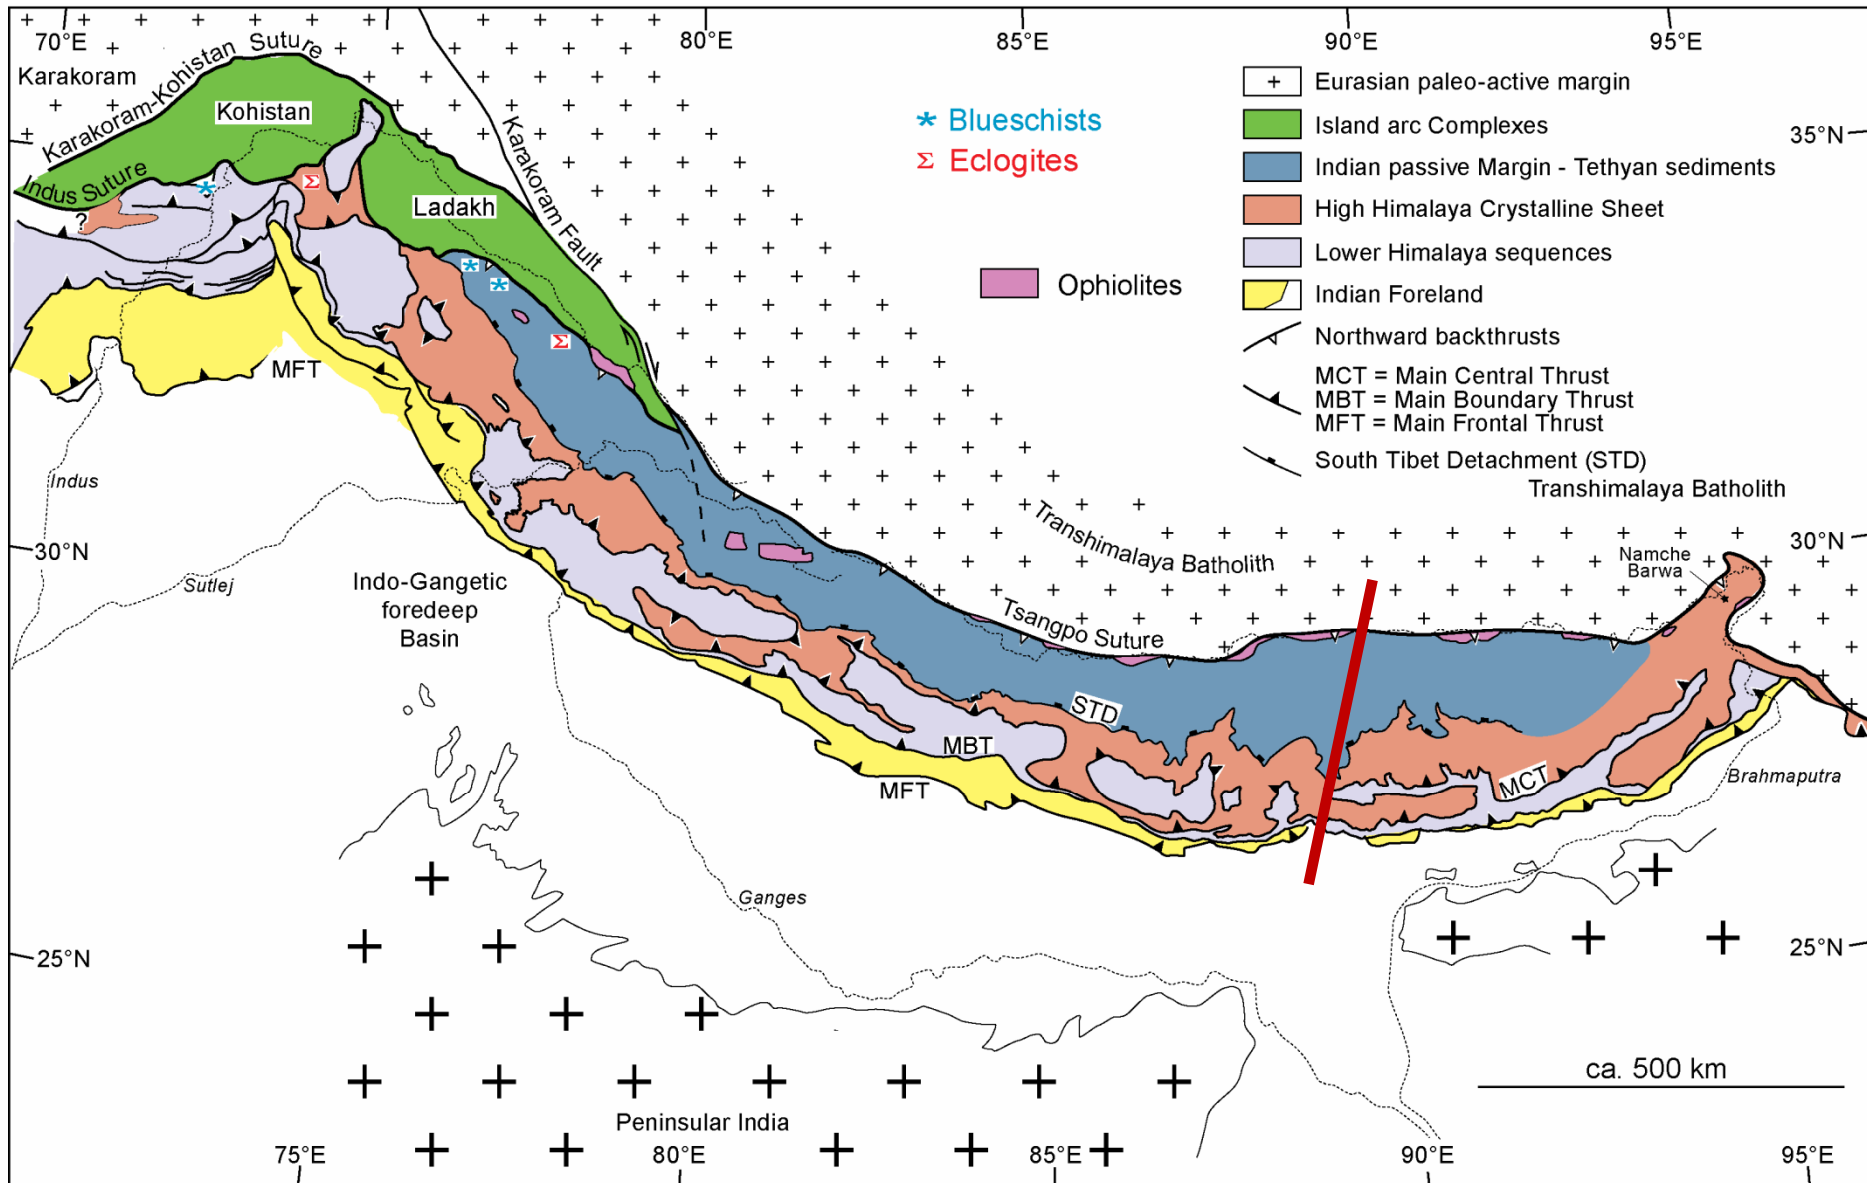 70°E
80°E
85°E
90°E
95°E
Karakoram
Karakoram-Kohistan Suture
Kohistan
Indus Suture
?
Ladakh
Karakoram Fault
* Blueschists
Σ Eclogites
Ophiolites
+ Eurasian paleo-active margin
Island arc Complexes
Indian passive Margin - Tethyan sediments
High Himalaya Crystalline Sheet
Lower Himalaya sequences
Indian Foreland
Northward backthrusts
MCT = Main Central Thrust
MBT = Main Boundary Thrust
MFT = Main Frontal Thrust
South Tibet Detachment (STD)
Transhimalaya Batholith
35°N
MFT
Indus
30°N
Sutlej
Indo-Gangetic
foredeep
Basin
Transhimalaya Batholith
Tsangpo Suture
Namche
Barwa
30°N
STD
MBT
MFT
MCT
Brahmaputra
Ganges
25°N
25°N
ca. 500 km
Peninsular India
75°E
80°E
85°E
90°E
95°E